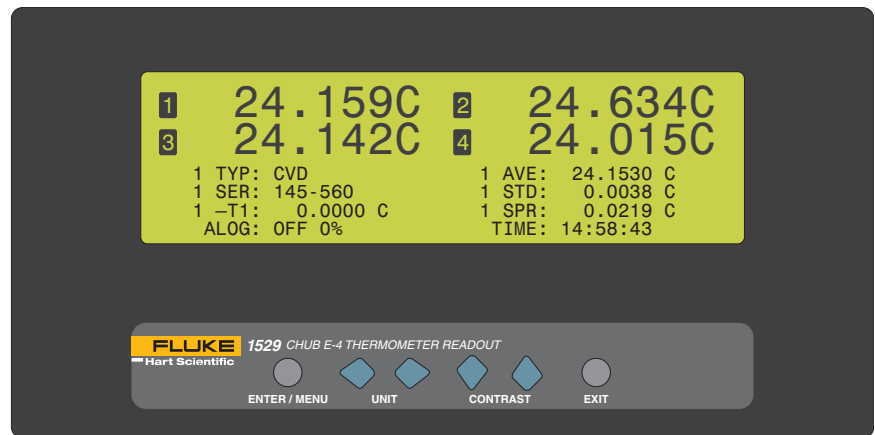 1 24.159C 2 24.634C
3 24.142C 4 24.015C
1 TYP: CVD 1 AVE: 24.1530 C
1 SER: 145-560 1 STD: 0.0038 C
1 –T1: 0.0000 C 1 SPR: 0.0219 C
ALOG: OFF 0% TIME: 14:58:43
FLUKE 1529 CHUB E-4 THERMOMETER READOUT
Hart Scientific
ENTER / MENU UNIT CONTRAST EXIT